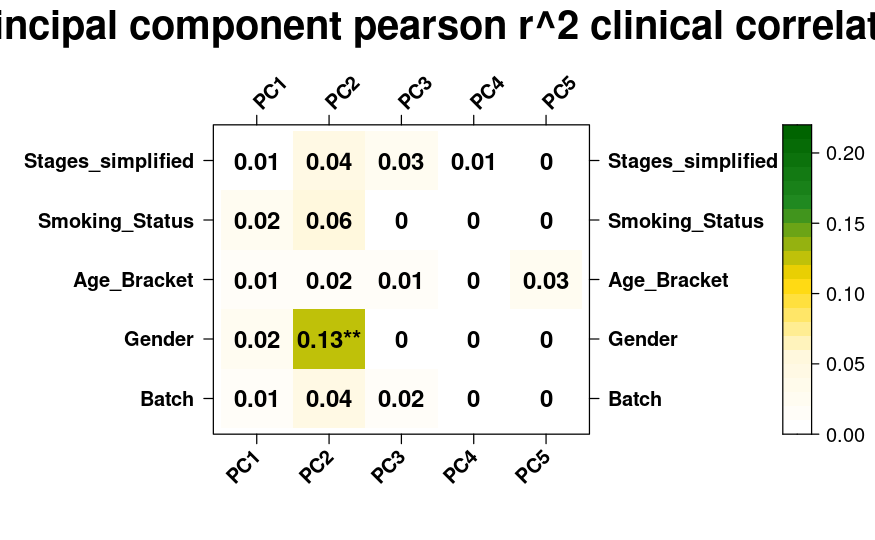 incipal component pearson r^2 clinical correlat
PC1 PC2 PC3 PC4 PC5
Stages_simplified 0.01 0.04 0.03 0.01 0 Stages_simplified
Smoking_Status 0.02 0.06 0 0 0 Smoking_Status
Age_Bracket 0.01 0.02 0.01 0 0.03 Age_Bracket
Gender 0.02 0.13** 0 0 0 Gender
Batch 0.01 0.04 0.02 0 0 Batch
PC1 PC2 PC3 PC4 PC5
0.20
0.15
0.10
0.05
0.00